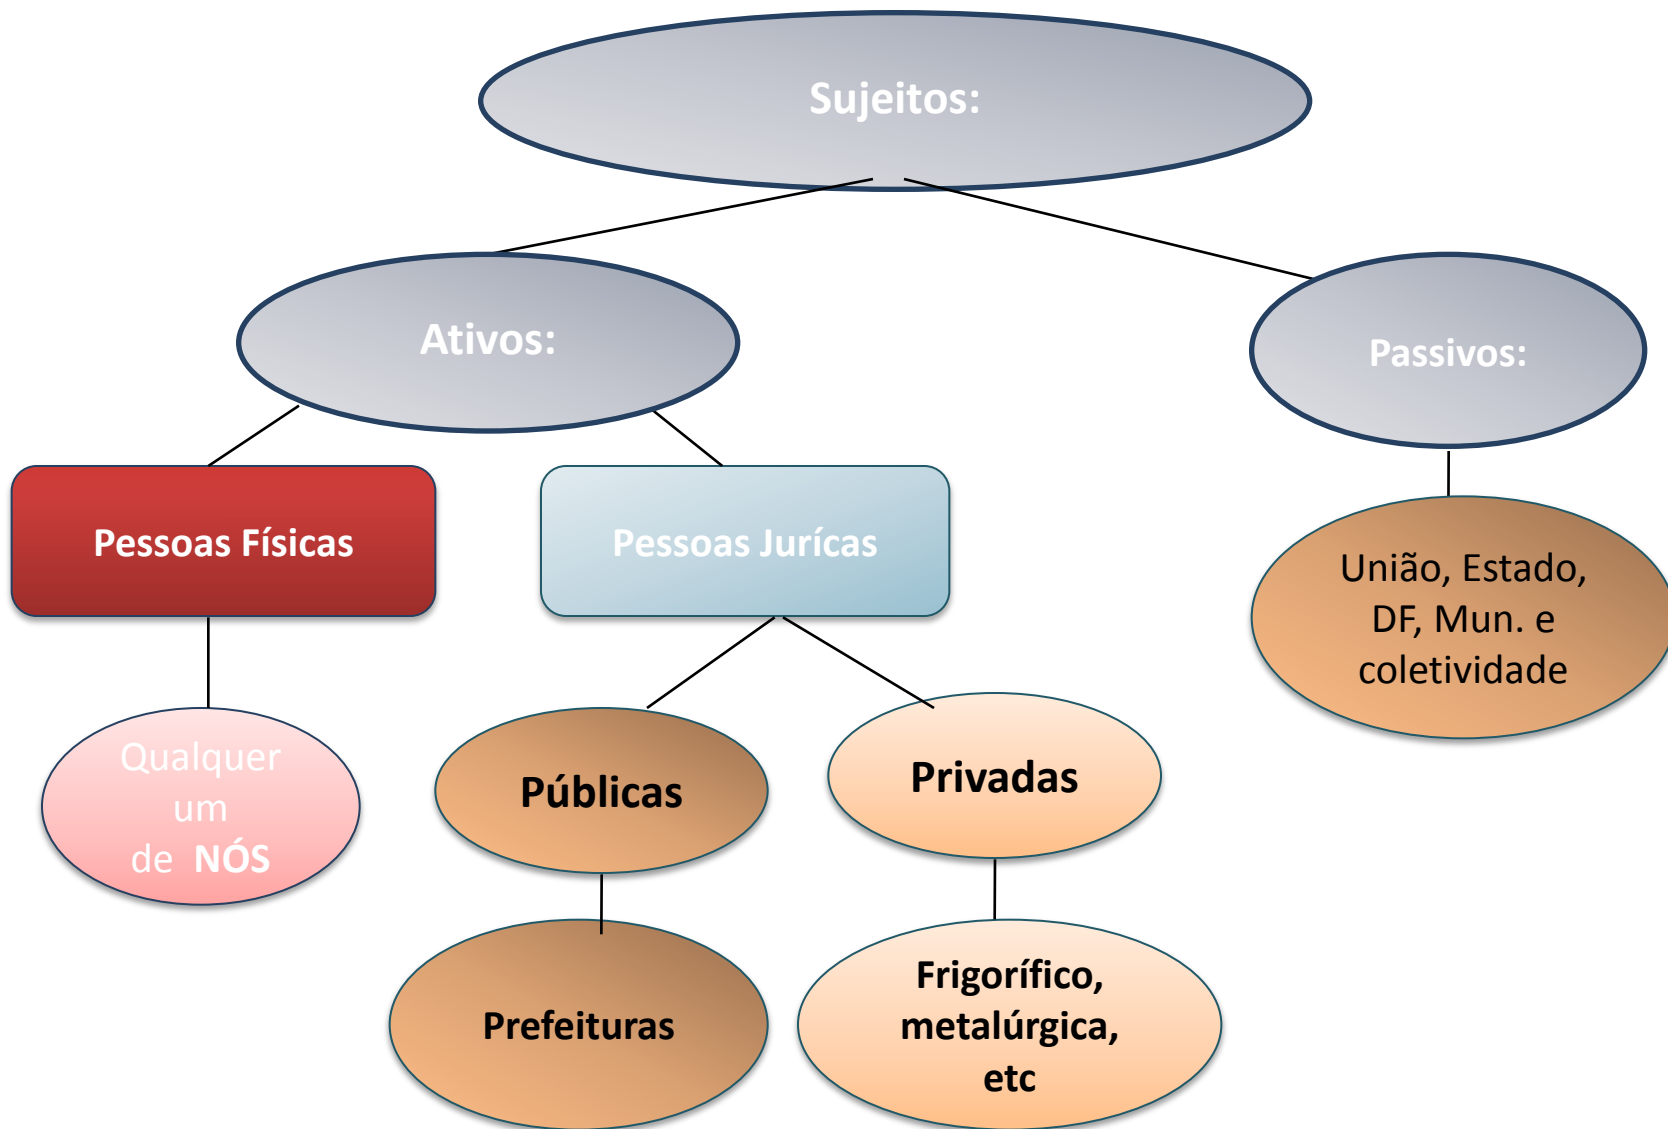 Sujeitos:
Ativos:
Passivos:
Pessoas Físicas
Pessoas Jurícas
União, Estado,
DF, Mun. e
coletividade
Qualquer
um
de NÓS
Públicas
Privadas
Prefeituras
Frigorífico,
metalúrgica,
etc